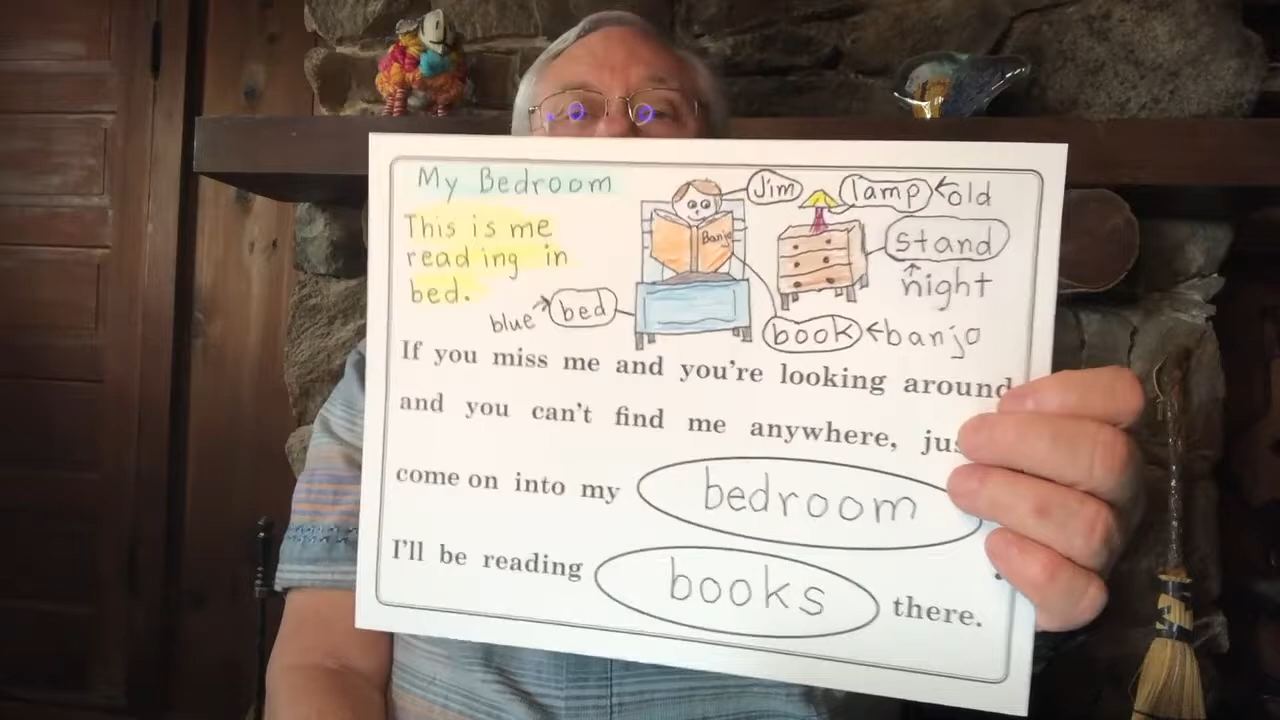 My Bedroom
This is me
reading in
bed.
Jim
lamp
old
stand
night
Banjo
blue
bed
book
banjo
If you miss me and you're looking around
and you can't find me anywhere,
come on into my bedroom
I'll be reading books there.